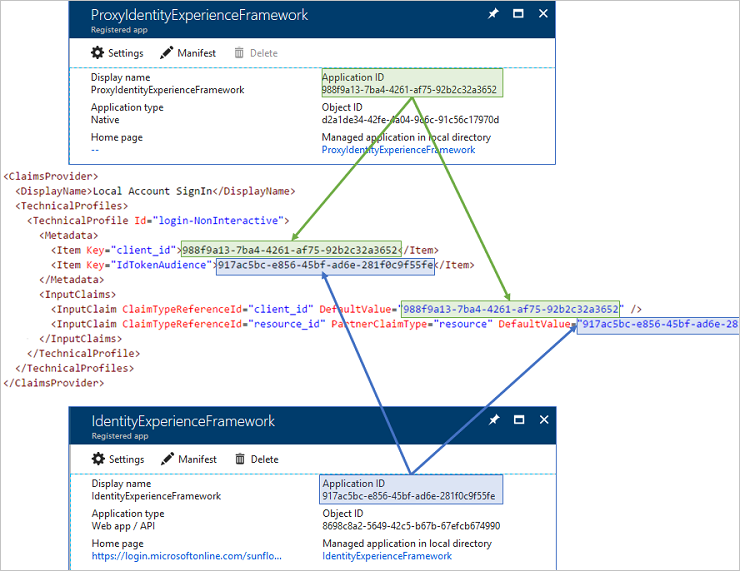 ProxyIdentityExperienceFramework
Registered app
Settings Manifest Delete
Display name Application ID
ProxyIdentityExperienceFramework 988f9a13-7ba4-4261-af75-92b2c32a3652
Application type Object ID
Native d2a1de34-42fe-4a04-9c6c-91c56c17970d
Home page Managed application in local directory
-- ProxyIdentityExperienceFramework
<ClaimsProvider>
<DisplayName>Local Account SignIn</DisplayName>
<TechnicalProfiles>
<TechnicalProfile Id="login-NonInteractive">
<Metadata>
<Item Key="client_id">988f9a13-7ba4-4261-af75-92b2c32a3652</Item>
<Item Key="IdTokenAudience">917ac5bc-e856-45bf-ad6e-281f0c9f55fe</Item>
</Metadata>
<InputClaims>
<InputClaim ClaimTypeReferenceId="client_id" DefaultValue="988f9a13-7ba4-4261-af75-92b2c32a3652" />
<InputClaim ClaimTypeReferenceId="resource_id" PartnerClaimType="resource" DefaultValue="917ac5bc-e856-45bf-ad6e-28
</InputClaims>
</TechnicalProfile>
</TechnicalProfiles>
</ClaimsProvider>
IdentityExperienceFramework
Registered app
Settings Manifest Delete
Display name Application ID
IdentityExperienceFramework 917ac5bc-e856-45bf-ad6e-281f0c9f55fe
Application type Object ID
Web app / API 8698c8a2-5649-42c5-b67b-67efcb674990
Home page Managed application in local directory
https://login.microsoftonline.com/sunflo... IdentityExperienceFramework